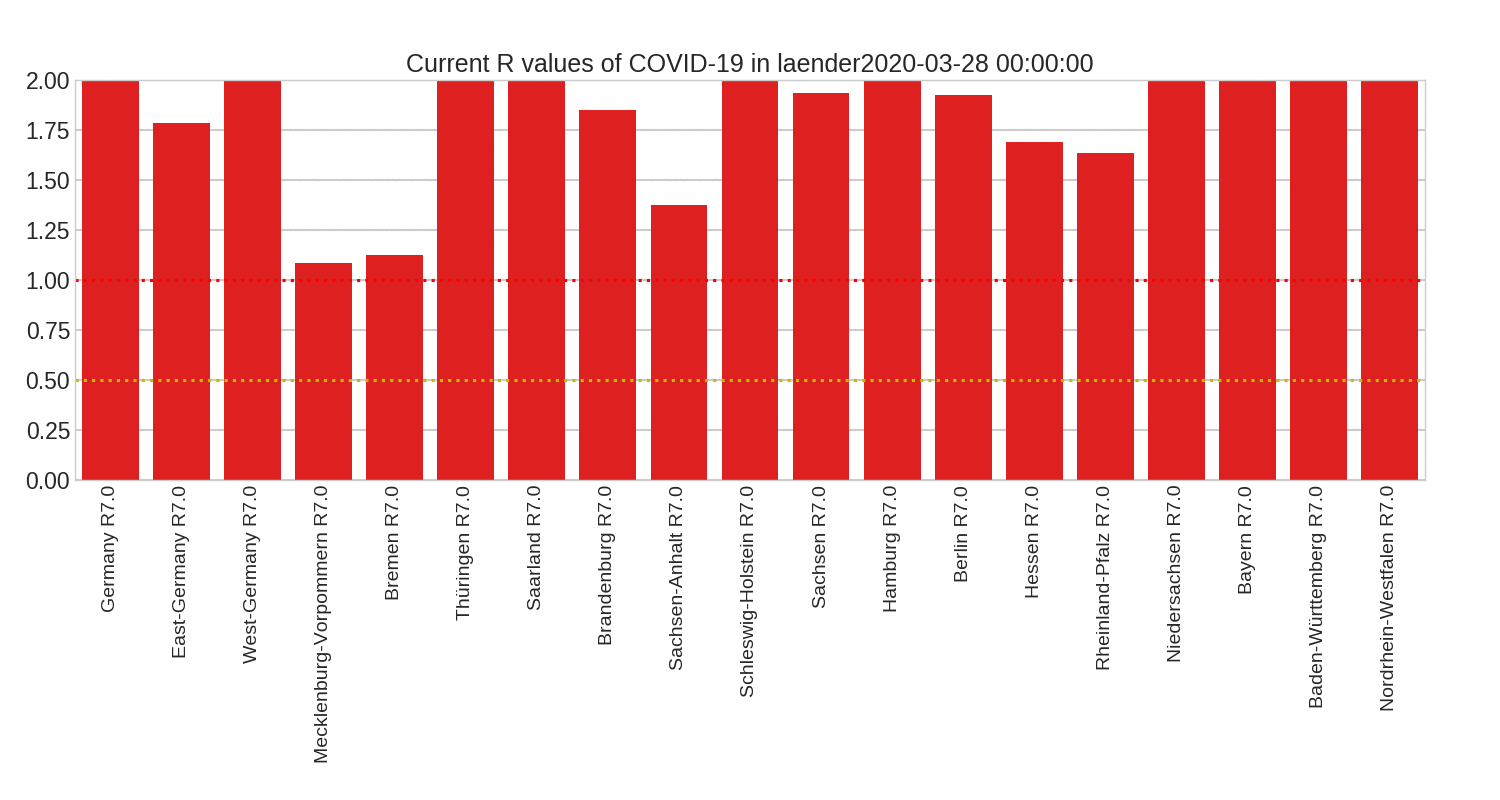 Current R values of COVID-19 in laender2020-03-28 00:00:00
2.00
1.75
1.50
1.25
1.00
0.75
0.50
0.25
0.00
Germany R7.0
East-Germany R7.0
West-Germany R7.0
Mecklenburg-Vorpommern R7.0
Bremen R7.0
Thüringen R7.0
Saarland R7.0
Brandenburg R7.0
Sachsen-Anhalt R7.0
Schleswig-Holstein R7.0
Sachsen R7.0
Hamburg R7.0
Berlin R7.0
Hessen R7.0
Rheinland-Pfalz R7.0
Niedersachsen R7.0
Bayern R7.0
Baden-Württemberg R7.0
Nordrhein-Westfalen R7.0